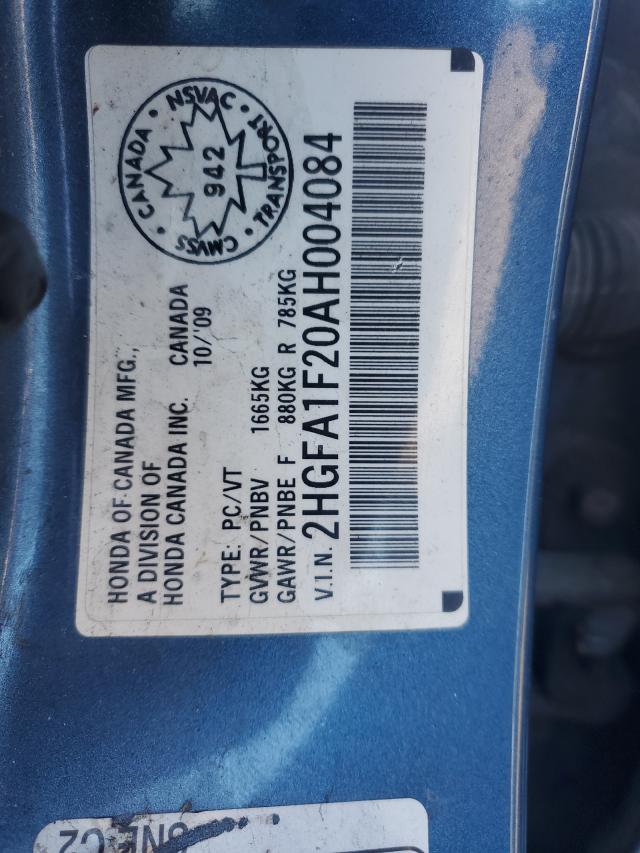 CANADA • NSVAC • TRANSPORT • CMVSS •
942
HONDA OF CANADA MFG.,
A DIVISION OF
HONDA CANADA INC. CANADA
10/'09
TYPE: PC/VT
GVWR/PNBV 1665KG
GAWR/PNBE F 880KG R 785KG
V.I.N. 2HGFA1F20AH004084